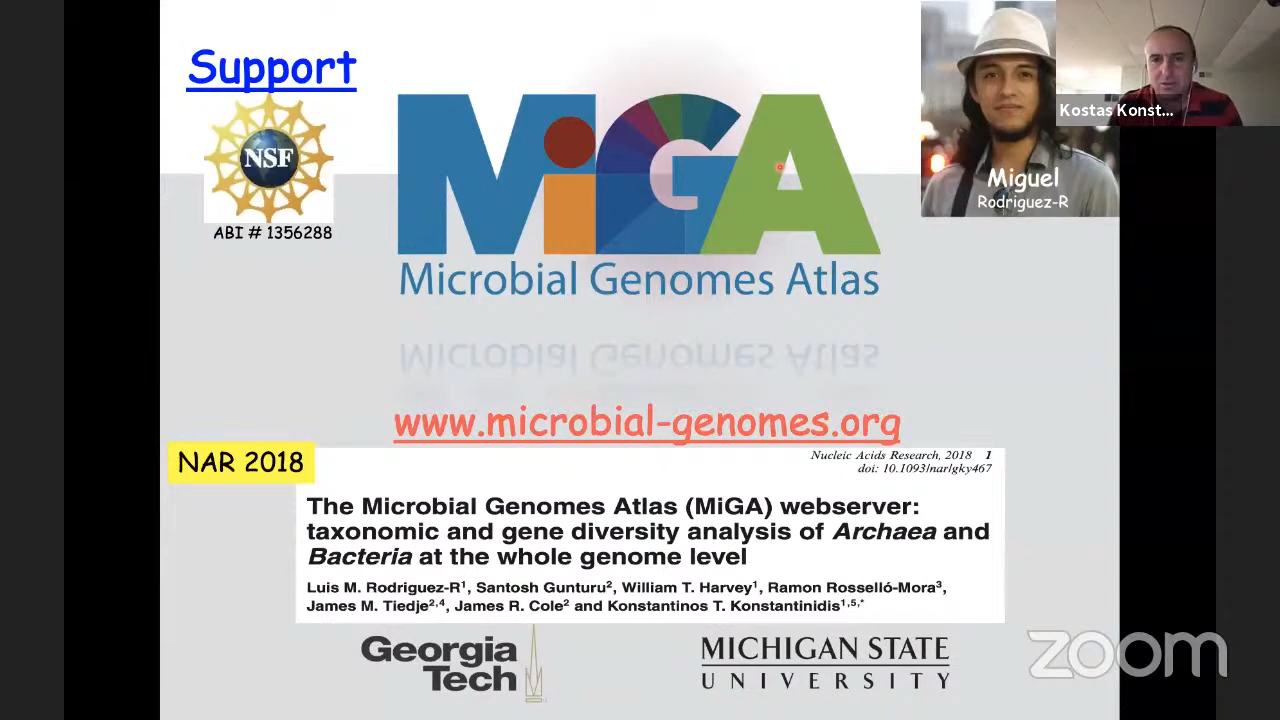 Support
NSF
ABI # 1356288
MiGA
Microbial Genomes Atlas
Microbial Genomes Atlas
Miguel
Rodriguez-R
Kostas Konst...
www.microbial-genomes.org
NAR 2018
Nucleic Acids Research, 2018 1
doi: 10.1093/nar/gky467
The Microbial Genomes Atlas (MiGA) webserver:
taxonomic and gene diversity analysis of Archaea and
Bacteria at the whole genome level
Luis M. Rodriguez-R1, Santosh Gunturu2, William T. Harvey1, Ramon Rosselló-Mora3,
James M. Tiedje2,4, James R. Cole2 and Konstantinos T. Konstantinidis1,5,*
Georgia
Tech
MICHIGAN STATE
UNIVERSITY
zoom